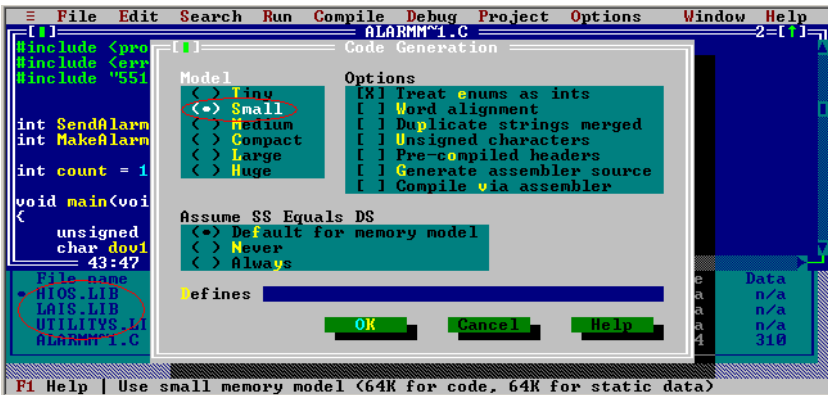 ≡ File Edit Search Run Compile Debug Project Options Window Help
[■] ALARMM~1.C 2=[↑]
#include <pro [■] Code Generation
#include <err
#include "551 Model Options
( ) Tiny [X] Treat enums as ints
(•) Small [ ] Word alignment
int SendAlarm ( ) Medium [ ] Duplicate strings merged
int MakeAlarm ( ) Compact [ ] Unsigned characters
( ) Large [ ] Pre-compiled headers
int count = 1 ( ) Huge [ ] Generate assembler source
[ ] Compile via assembler
void main(voi
{ Assume SS Equals DS
unsigned (•) Default for memory model
char dov1 ( ) Never
43:47 ( ) Always
File name e Data
• HIOS.LIB Defines a n/a
LAIS.LIB a n/a
UTILITYS.LI OK Cancel Help a n/a
ALARMM~1.C 4 310
F1 Help | Use small memory model (64K for code, 64K for static data)